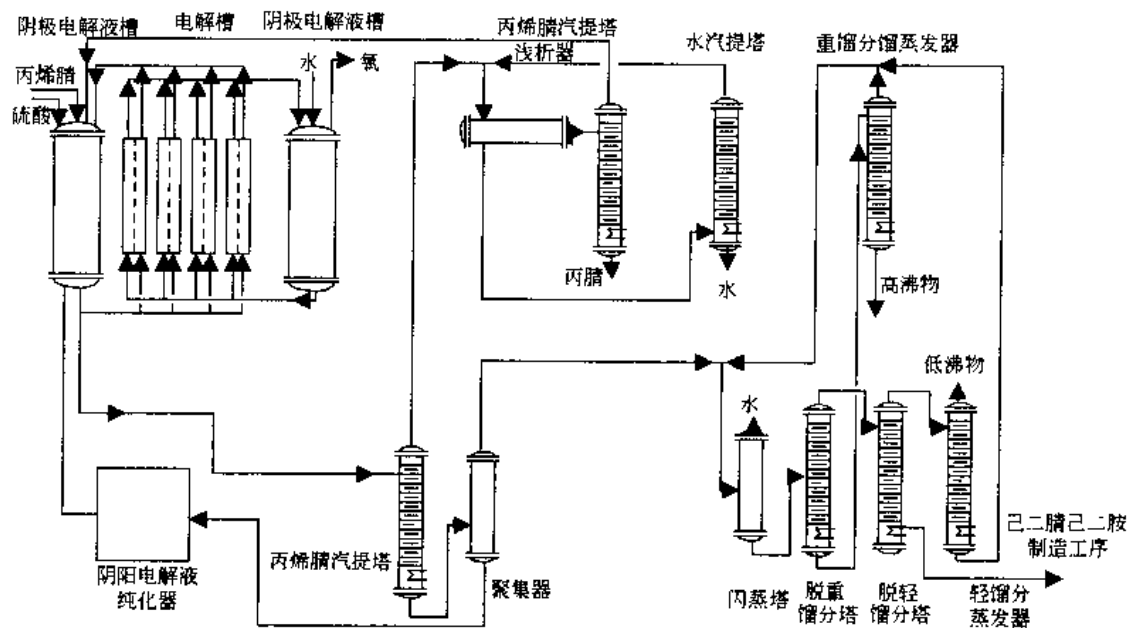 阴极电解液槽
电解槽
阴极电解液槽
丙烯腈汽提塔
浅析器
水汽提塔
重馏分馏蒸发器
丙烯腈
硫酸
水
氯
丙腈
水
高沸物
低沸物
水
己二腈己二胺
制造工序
阴阳电解液
纯化器
丙烯腈汽提塔
聚集器
闪蒸塔
脱重
馏分塔
脱轻
馏分塔
轻馏分
蒸发器